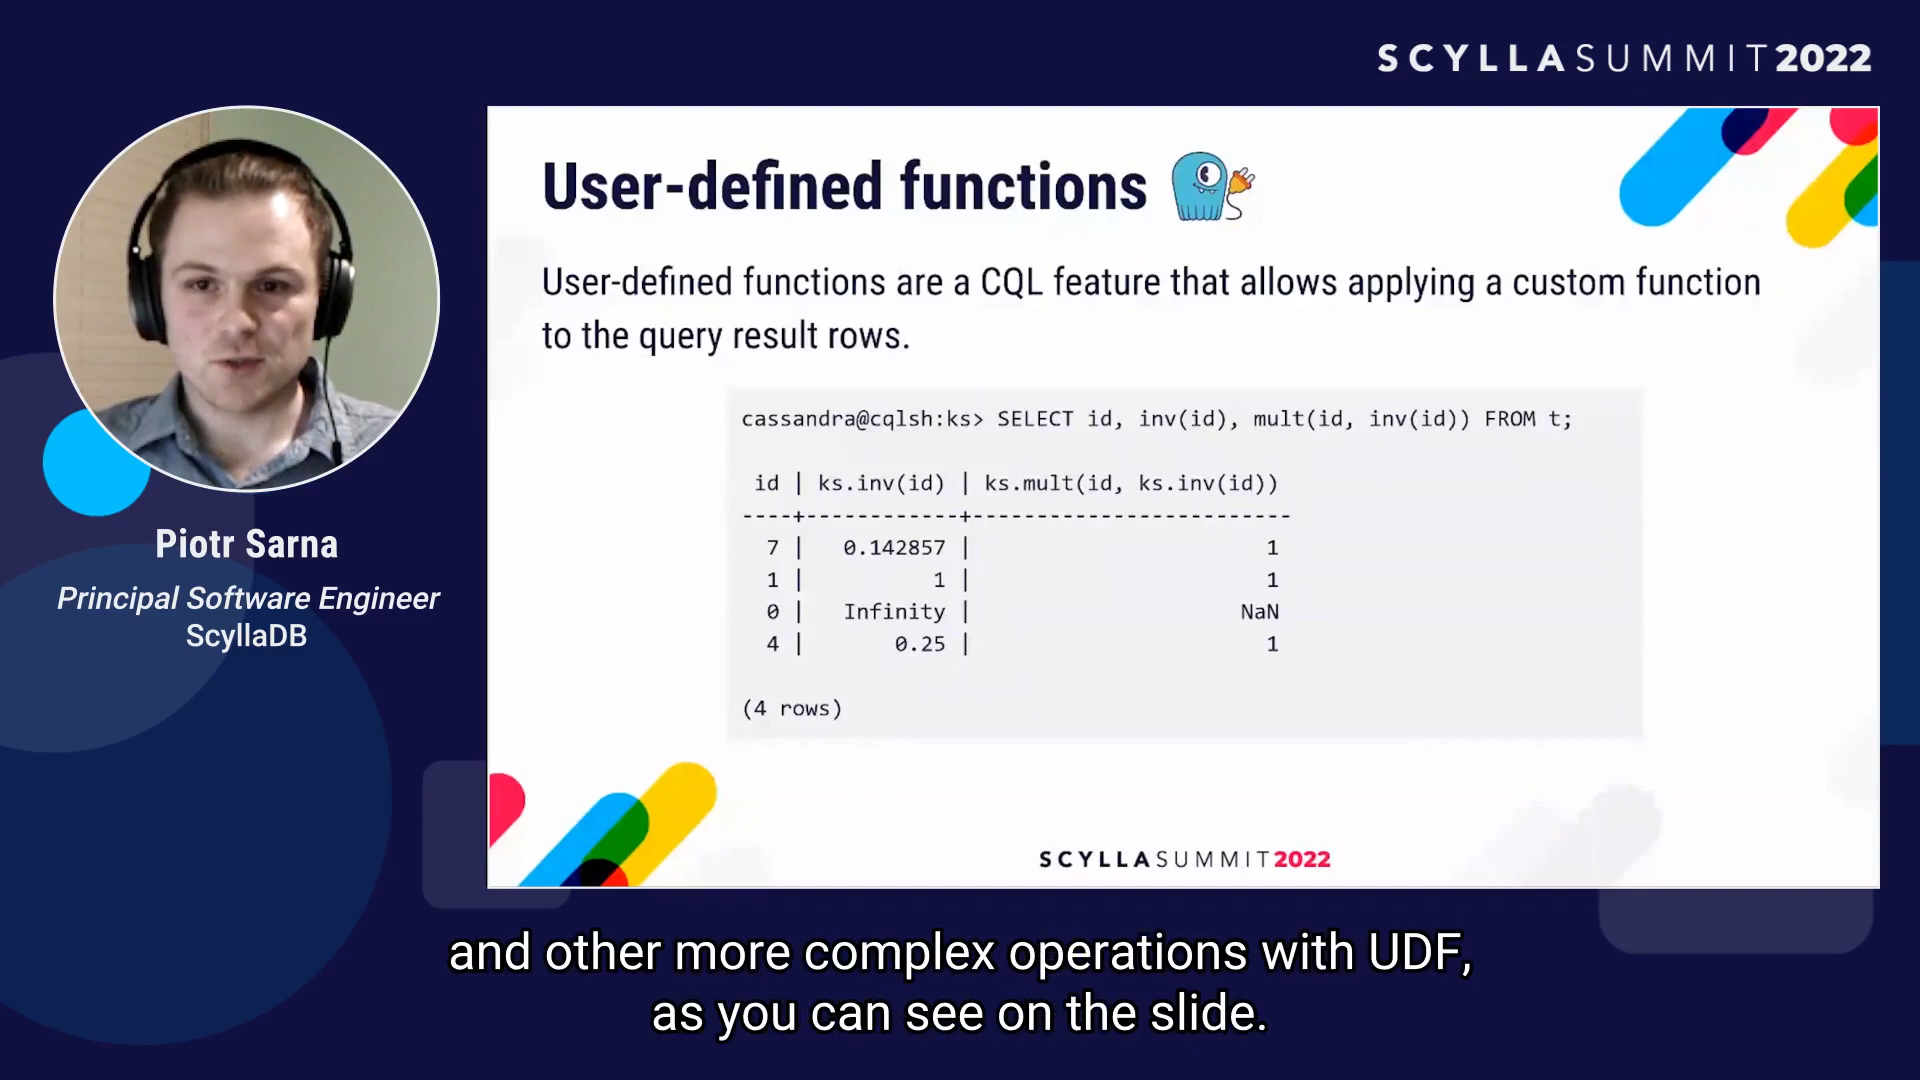 SCYLLASUMMIT2022
User-defined functions
User-defined functions are a CQL feature that allows applying a custom function
to the query result rows.
cassandra@cqlsh:ks> SELECT id, inv(id), mult(id, inv(id)) FROM t;
id | ks.inv(id) | ks.mult(id, ks.inv(id))
----+------------+-------------------------
7 | 0.142857 | 1
1 | 1 | 1
0 | Infinity | NaN
4 | 0.25 | 1
(4 rows)
SCYLLASUMMIT2022
Piotr Sarna
Principal Software Engineer
ScyllaDB
and other more complex operations with UDF,
as you can see on the slide.